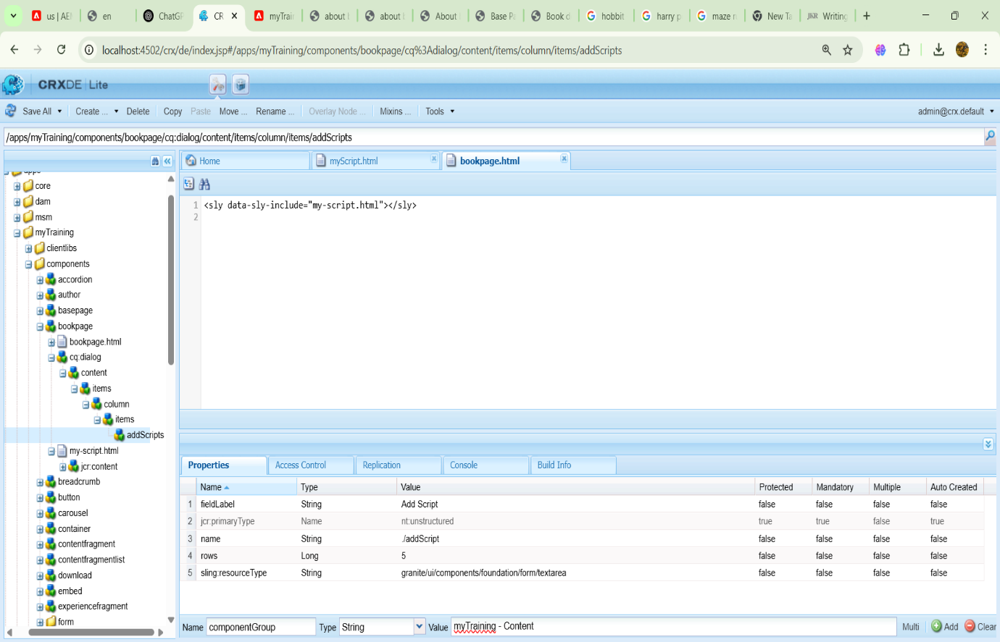 us | AE
en
ChatGP
CR
myTrain
about b
about b
About
Base Pa
Book d
hobbit
harry p
maze r
New Ta
JKR Writing
localhost:4502/crx/de/index.jsp#/apps/myTraining/components/bookpage/cq%3Adialog/content/items/column/items/addScripts
CRXDE | Lite
Save All Create ... Delete Copy Paste Move ... Rename ... Overlay Node ... Mixins ... Tools admin@crx.default
/apps/myTraining/components/bookpage/cq:dialog/content/items/column/items/addScripts
Home myScript.html bookpage.html
apps
core
dam
msm
myTraining
clientlibs
components
accordion
author
basepage
bookpage
bookpage.html
cq:dialog
content
items
column
items
addScripts
my-script.html
jcr:content
breadcrumb
button
carousel
container
contentfragment
contentfragmentlist
download
embed
experiencefragment
form
1 <sly data-sly-include="my-script.html"></sly>
2
Properties Access Control Replication Console Build Info
Name Type Value Protected Mandatory Multiple Auto Created
1 fieldLabel String Add Script false false false false
2 jcr:primaryType Name nt:unstructured true true false true
3 name String ./addScript false false false false
4 rows Long 5 false false false false
5 sling:resourceType String granite/ui/components/foundation/form/textarea false false false false
Name componentGroup Type String Value myTraining - Content Multi Add Clear